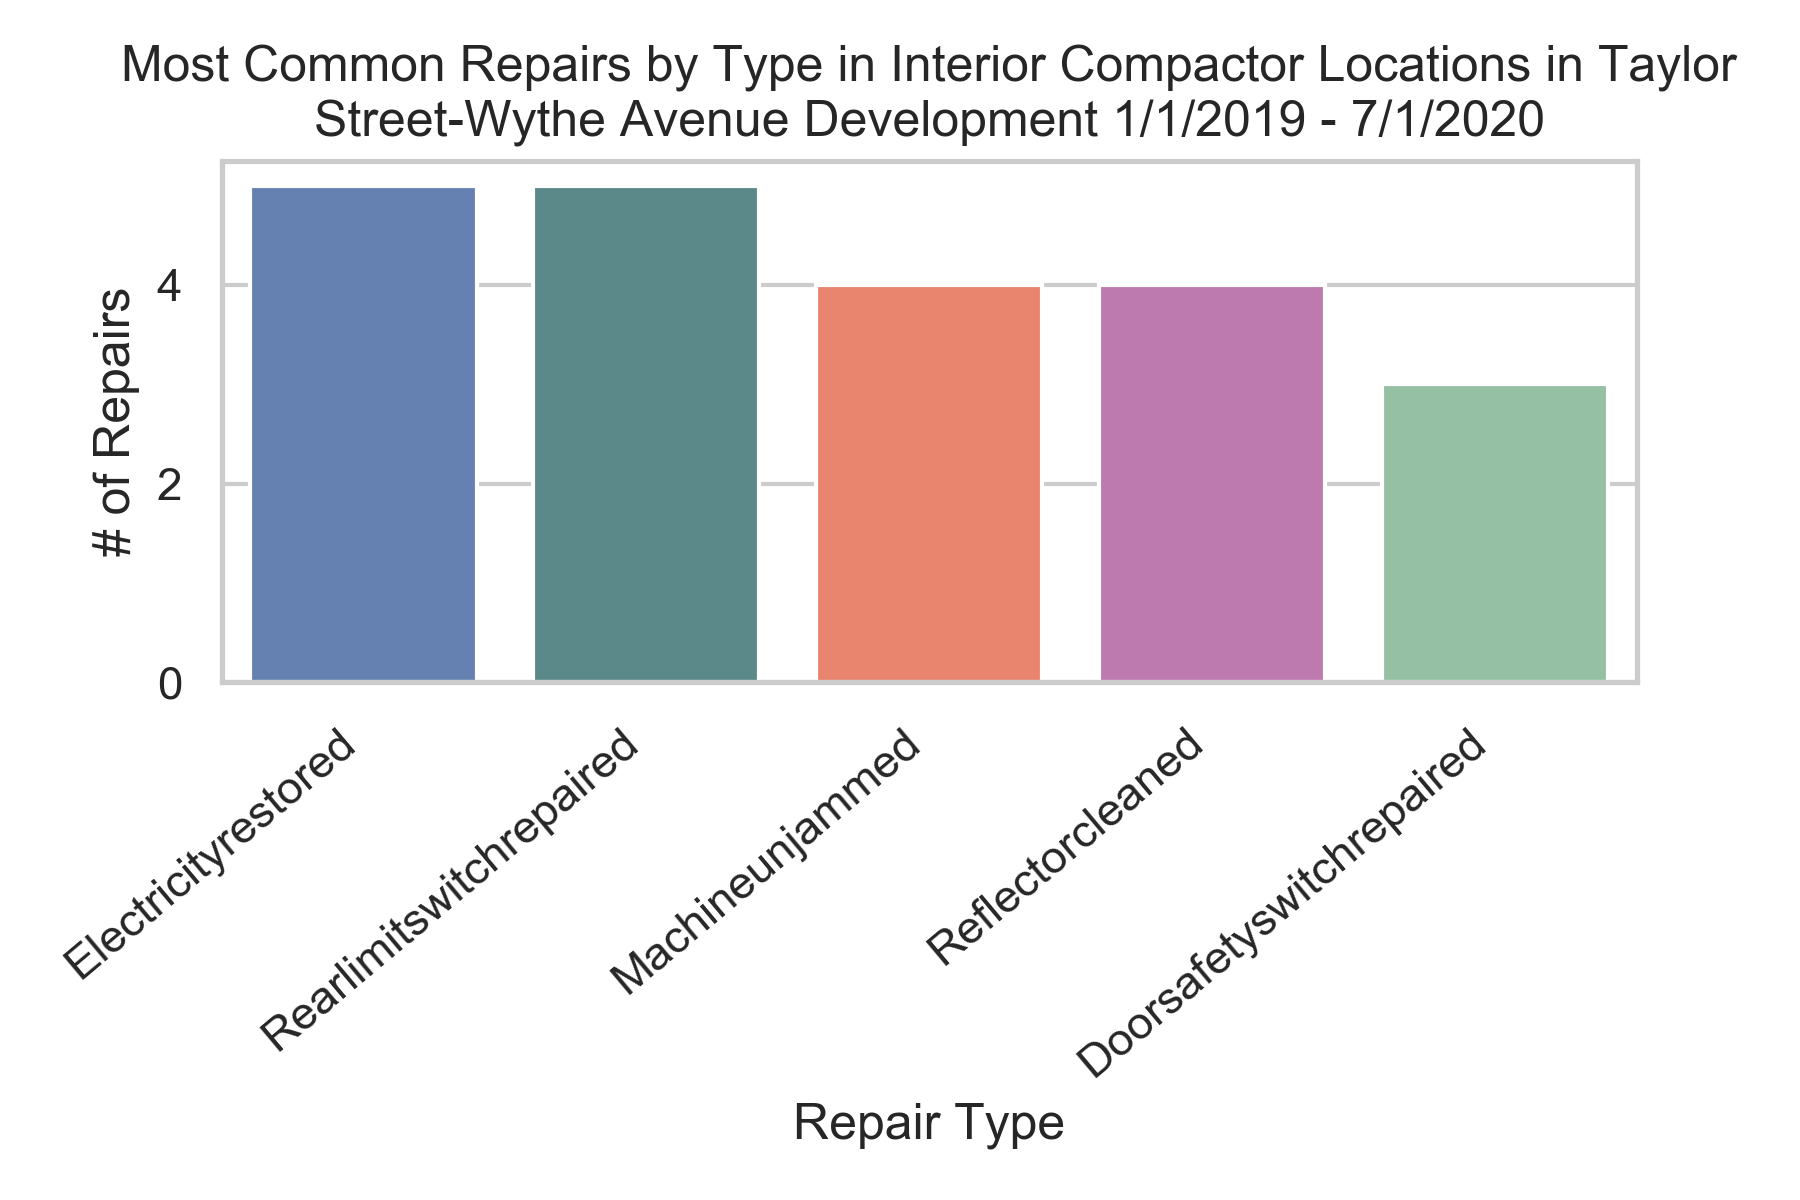 Most Common Repairs by Type in Interior Compactor Locations in Taylor
Street-Wythe Avenue Development 1/1/2019 - 7/1/2020
# of Repairs
4
2
0
Electricityrestored
Rearlimitswitchrepaired
Machineunjammed
Reflectorcleaned
Doorsafetyswitchrepaired
Repair Type